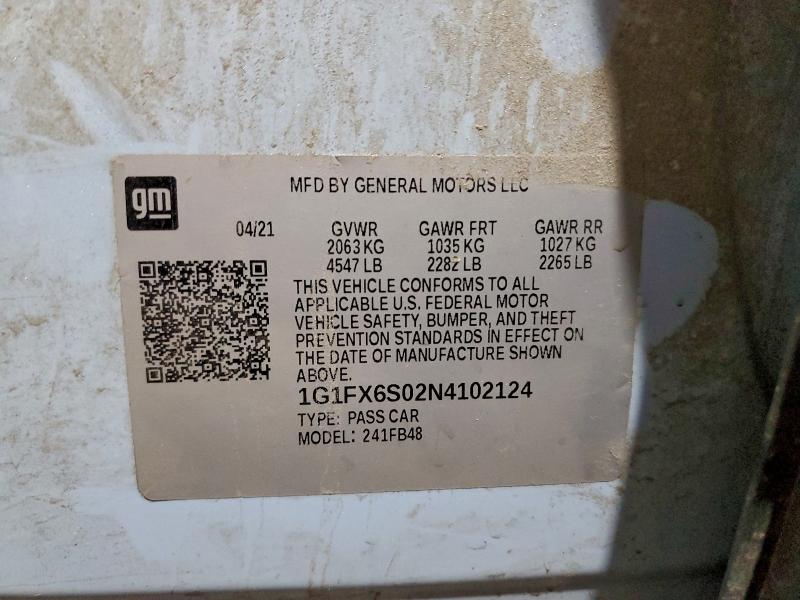 gm
MFD BY GENERAL MOTORS LLC
04/21 GVWR GAWR FRT GAWR RR
2063 KG 1035 KG 1027 KG
4547 LB 2282 LB 2265 LB
THIS VEHICLE CONFORMS TO ALL
APPLICABLE U.S. FEDERAL MOTOR
VEHICLE SAFETY, BUMPER, AND THEFT
PREVENTION STANDARDS IN EFFECT ON
THE DATE OF MANUFACTURE SHOWN
ABOVE.
1G1FX6S02N4102124
TYPE: PASS CAR
MODEL: 241FB48